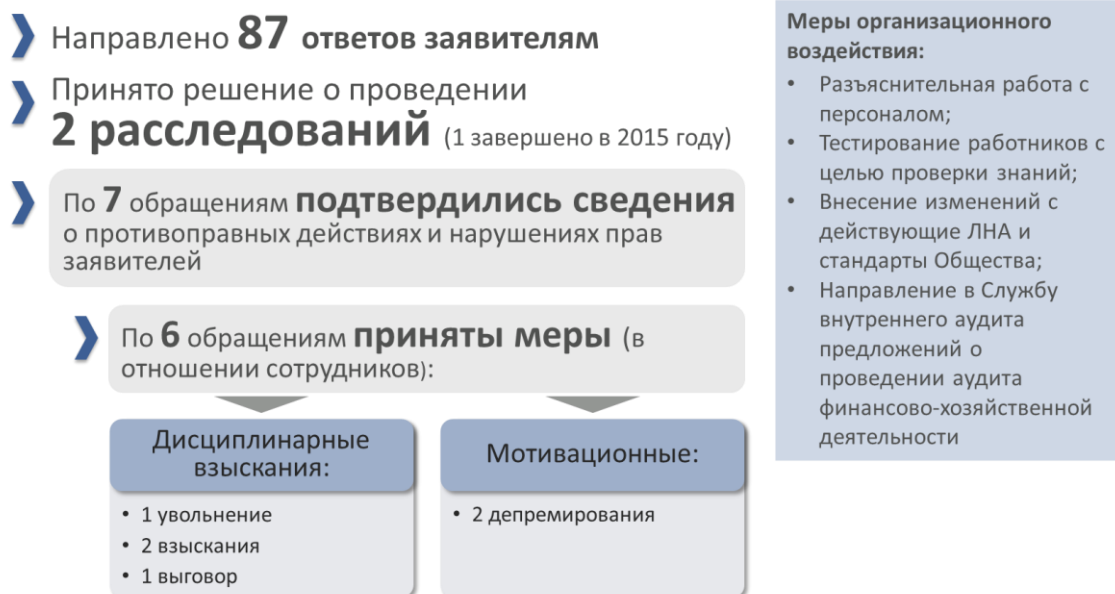 Направлено 87 ответов заявителям
Принято решение о проведении
2 расследований (1 завершено в 2015 году)
По 7 обращениям подтвердились сведения
о противоправных действиях и нарушениях прав
заявителей
По 6 обращениям приняты меры (в
отношении сотрудников):
Дисциплинарные
взыскания:
• 1 увольнение
• 2 взыскания
• 1 выговор
Мотивационные:
• 2 депремирования
Меры организационного
воздействия:
• Разъяснительная работа с
персоналом;
• Тестирование работников с
целью проверки знаний;
• Внесение изменений с
действующие ЛНА и
стандарты Общества;
• Направление в Службу
внутреннего аудита
предложений о
проведении аудита
финансово-хозяйственной
деятельности